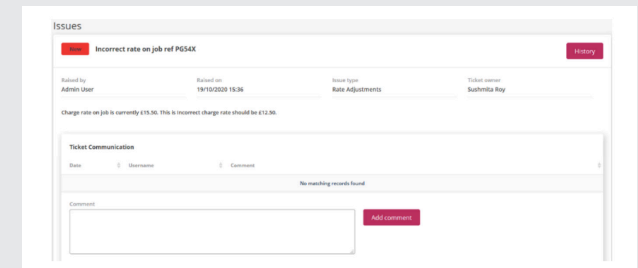 Issues
New Incorrect rate on job ref PG54X History
Raised by Raised on Issue type Ticket owner
Admin User 19/10/2020 15:36 Rate Adjustments Sushmita Roy
Charge rate on job is currently £15.50. This is incorrect charge rate should be £12.50.
Ticket Communication
Date Username Comment
No matching records found
Comment
Add comment